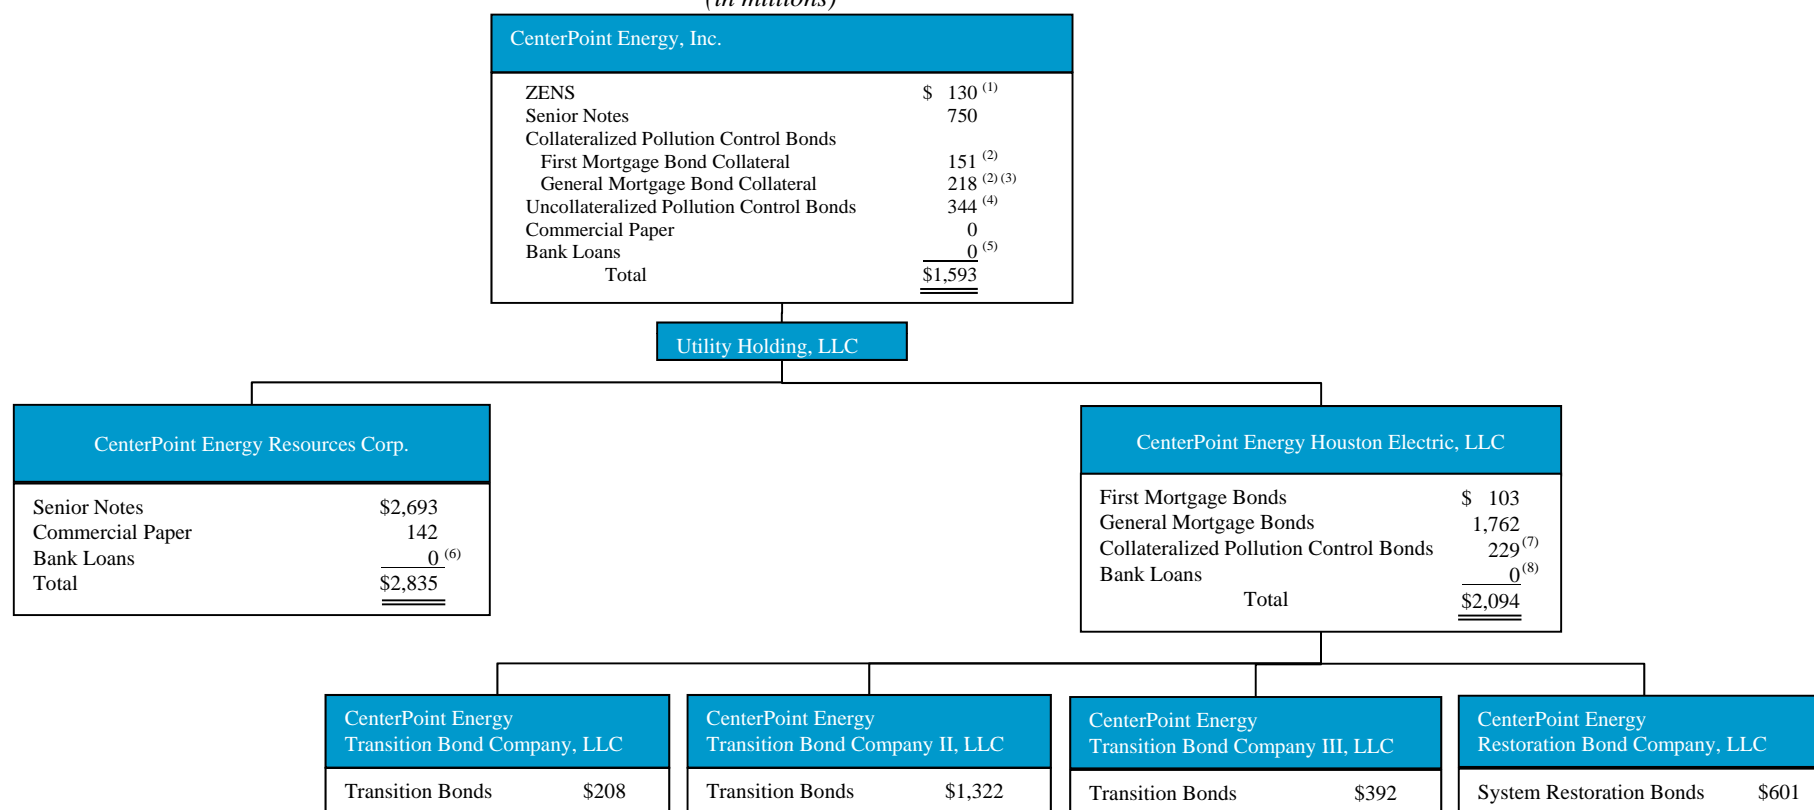 (in millions)
CenterPoint Energy, Inc.
ZENS $ 130 (1)
Senior Notes 750
Collateralized Pollution Control Bonds
First Mortgage Bond Collateral 151 (2)
General Mortgage Bond Collateral 218 (2) (3)
Uncollateralized Pollution Control Bonds 344 (4)
Commercial Paper 0
Bank Loans 0 (5)
Total $1,593
Utility Holding, LLC
CenterPoint Energy Resources Corp.
Senior Notes $2,693
Commercial Paper 142
Bank Loans 0 (6)
Total $2,835
CenterPoint Energy Houston Electric, LLC
First Mortgage Bonds $ 103
General Mortgage Bonds 1,762
Collateralized Pollution Control Bonds 229 (7)
Bank Loans 0 (8)
Total $2,094
CenterPoint Energy
Transition Bond Company, LLC
Transition Bonds $208
CenterPoint Energy
Transition Bond Company II, LLC
Transition Bonds $1,322
CenterPoint Energy
Transition Bond Company III, LLC
Transition Bonds $392
CenterPoint Energy
Restoration Bond Company, LLC
System Restoration Bonds $601